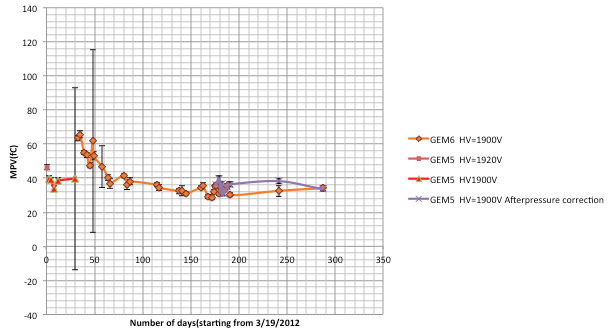 140
120
100
80
60
40
20
0
-20
-40
MPV(fC)
0 50 100 150 200 250 300 350
Number of days(starting from 3/19/2012
GEM6 HV=1900V
GEM5 HV=1920V
GEM5 HV1900V
GEM5 HV=1900V Afterpressure correction